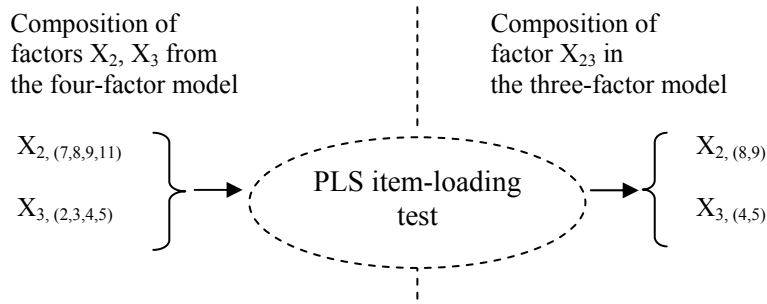 Composition of
factors X2, X3 from
the four-factor model
X2, (7,8,9,11)
X3, (2,3,4,5)
PLS item-loading
test
Composition of
factor X23 in
the three-factor model
X2, (8,9)
X3, (4,5)